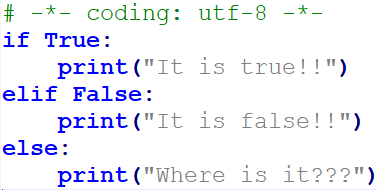 # -*- coding: utf-8 -*-
if True:
    print("It is true!!")
elif False:
    print("It is false!!")
else:
    print("Where is it???")